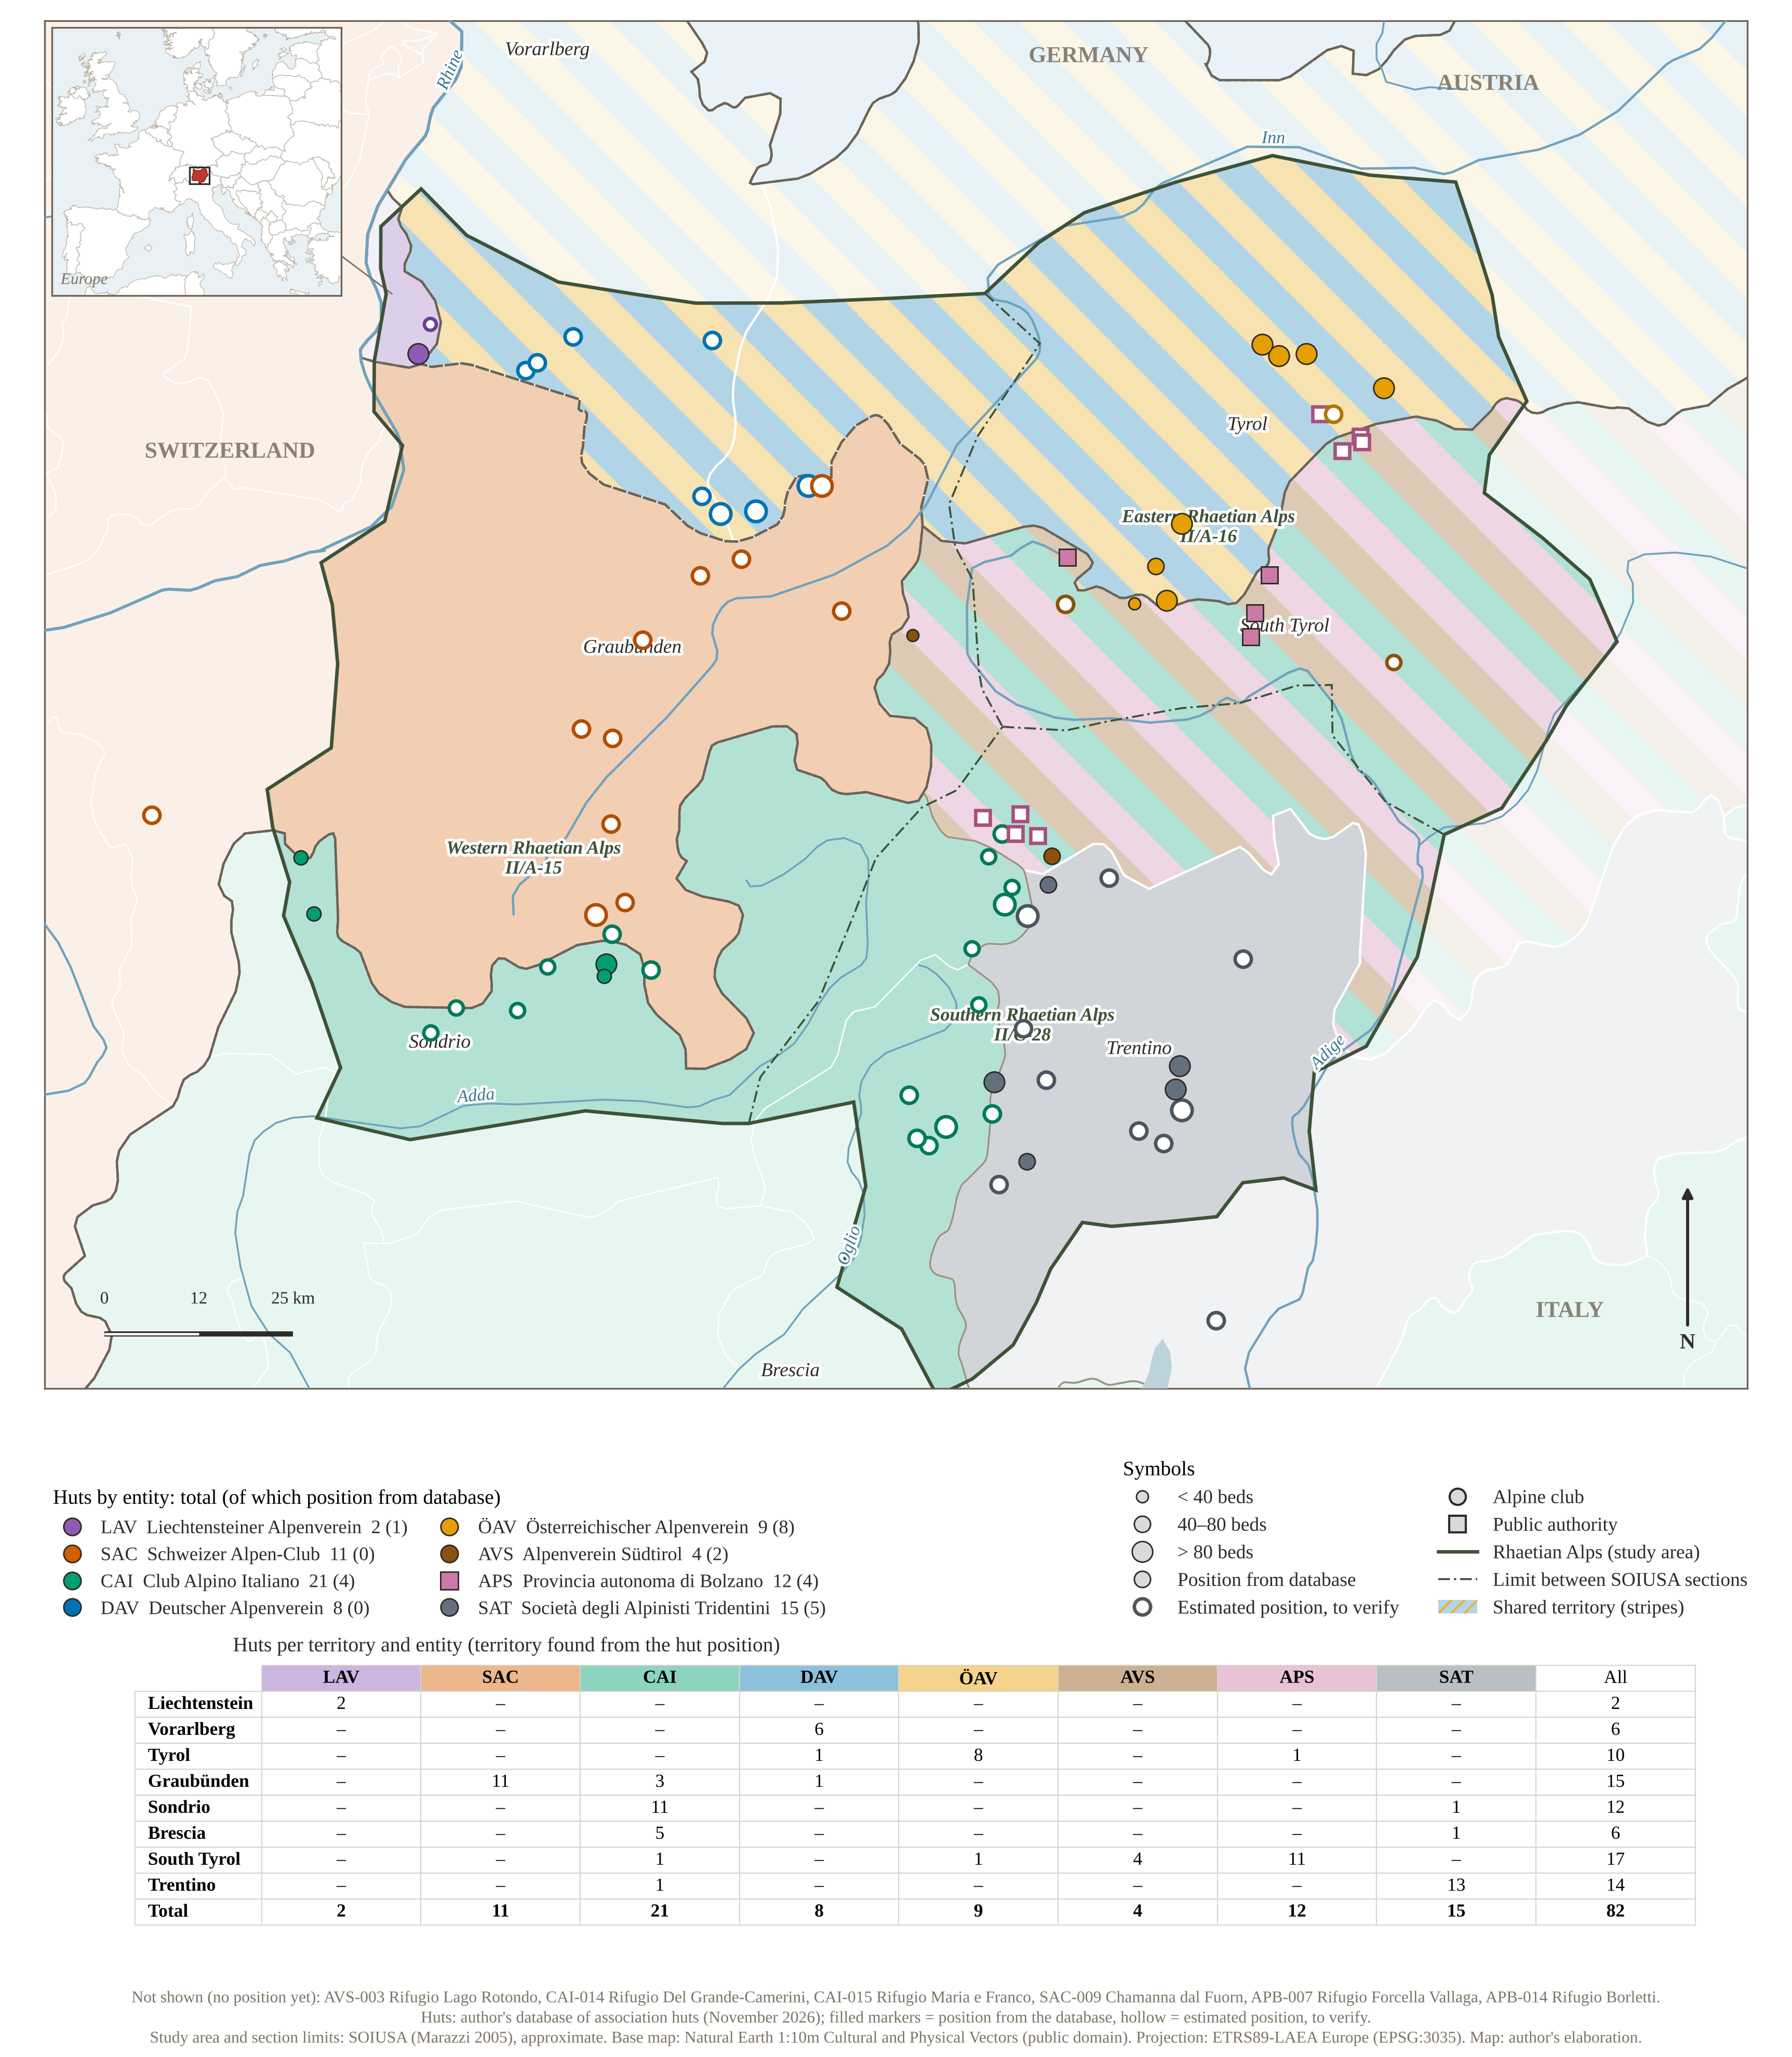 Europe
Rhine
Vorarlberg
GERMANY
AUSTRIA
Inn
SWITZERLAND
Tyrol
Eastern Rhaetian Alps
II/A-16
South Tyrol
Graubünden
Western Rhaetian Alps
II/A-15
Southern Rhaetian Alps
II/C-28
Sondrio
Trentino
Adige
Adda
Oglio
0 12 25 km
ITALY
N
Brescia
Huts by entity: total (of which position from database)
LAV Liechtensteiner Alpenverein 2 (1)
SAC Schweizer Alpen-Club 11 (0)
CAI Club Alpino Italiano 21 (4)
DAV Deutscher Alpenverein 8 (0)
ÖAV Österreichischer Alpenverein 9 (8)
AVS Alpenverein Südtirol 4 (2)
APS Provincia autonoma di Bolzano 12 (4)
SAT Società degli Alpinisti Tridentini 15 (5)
Symbols
< 40 beds
40–80 beds
> 80 beds
Position from database
Estimated position, to verify
Alpine club
Public authority
Rhaetian Alps (study area)
Limit between SOIUSA sections
Shared territory (stripes)
Huts per territory and entity (territory found from the hut position)
LAV SAC CAI DAV ÖAV AVS APS SAT All
Liechtenstein 2 – – – – – – – 2
Vorarlberg – – – 6 – – – – 6
Tyrol – – – 1 8 – 1 – 10
Graubünden – 11 3 1 – – – – 15
Sondrio – – 11 – – – – 1 12
Brescia – – 5 – – – – 1 6
South Tyrol – – 1 – 1 4 11 – 17
Trentino – – 1 – – – – 13 14
Total 2 11 21 8 9 4 12 15 82
Not shown (no position yet): AVS-003 Rifugio Lago Rotondo, CAI-014 Rifugio Del Grande-Camerini, CAI-015 Rifugio Maria e Franco, SAC-009 Chamanna dal Fuorn, APB-007 Rifugio Forcella Vallaga, APB-014 Rifugio Borletti.
Huts: author's database of association huts (November 2026); filled markers = position from the database, hollow = estimated position, to verify.
Study area and section limits: SOIUSA (Marazzi 2005), approximate. Base map: Natural Earth 1:10m Cultural and Physical Vectors (public domain). Projection: ETRS89-LAEA Europe (EPSG:3035). Map: author's elaboration.